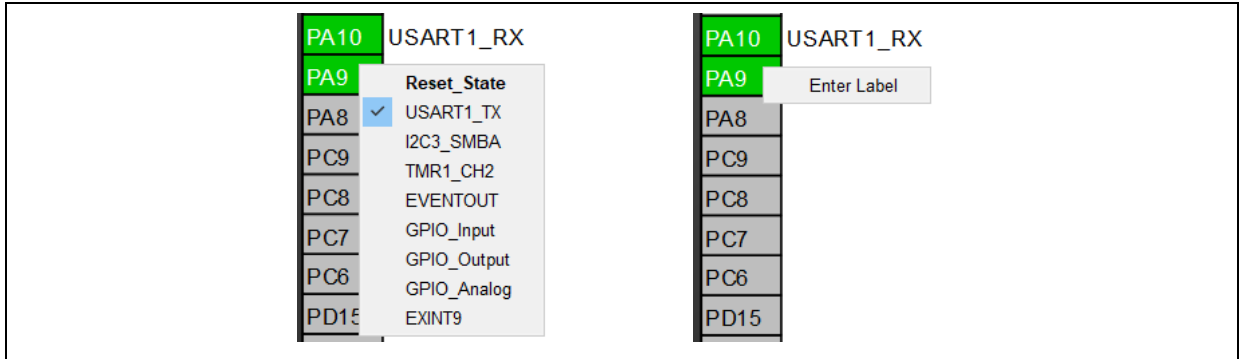 PA10 USART1_RX
PA9
PA8
PC9
PC8
PC7
PC6
PD15
Reset_State
USART1_TX
I2C3_SMBA
TMR1_CH2
EVENTOUT
GPIO_Input
GPIO_Output
GPIO_Analog
EXINT9
PA10 USART1_RX
PA9
Enter Label
PA8
PC9
PC8
PC7
PC6
PD15